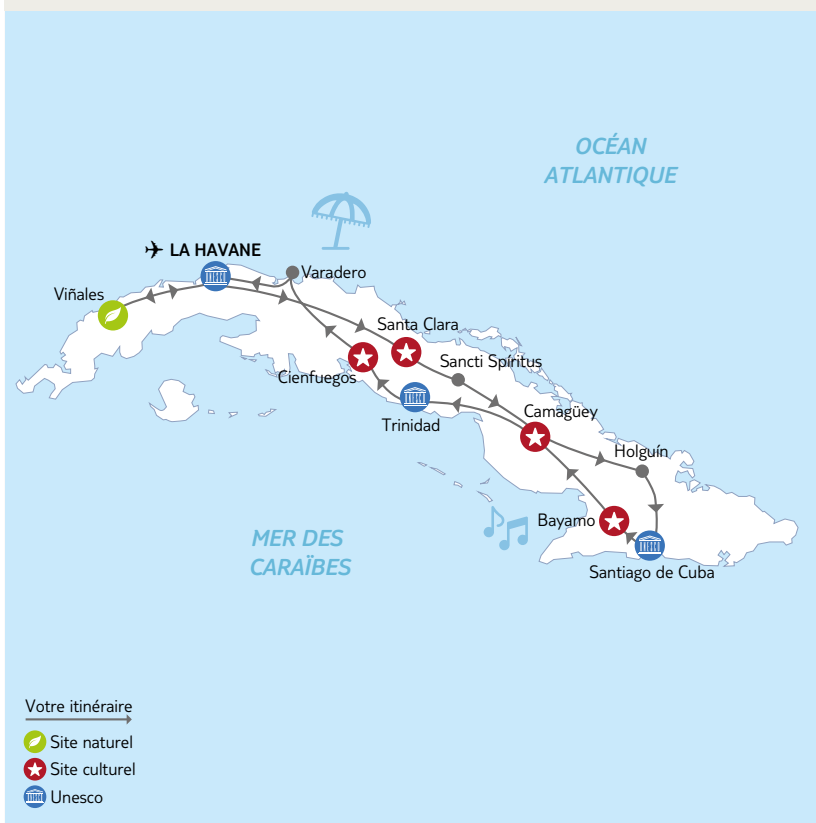 OCÉAN
ATLANTIQUE
LA HAVANE
Varadero
Viñales
Santa Clara
Sancti Spíritus
Cienfuegos
Trinidad
Camagüey
Holguín
Bayamo
Santiago de Cuba
MER DES
CARAÏBES
Votre itinéraire
Site naturel
Site culturel
Unesco